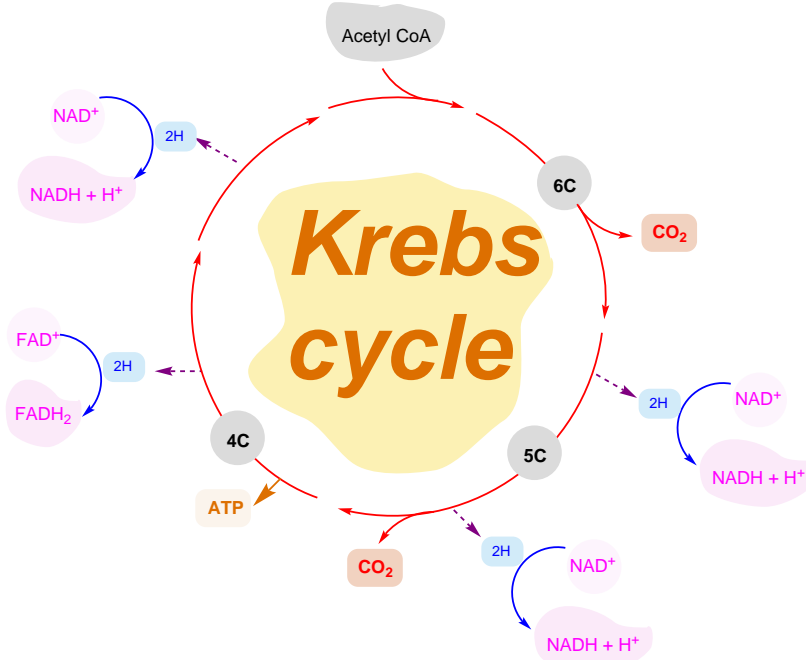 Acetyl CoA
NAD⁺
2H
NADH + H⁺
6C
CO₂
Krebs
cycle
FAD⁺
2H
FADH₂
2H
NAD⁺
NADH + H⁺
4C
5C
ATP
CO₂
2H
NAD⁺
NADH + H⁺